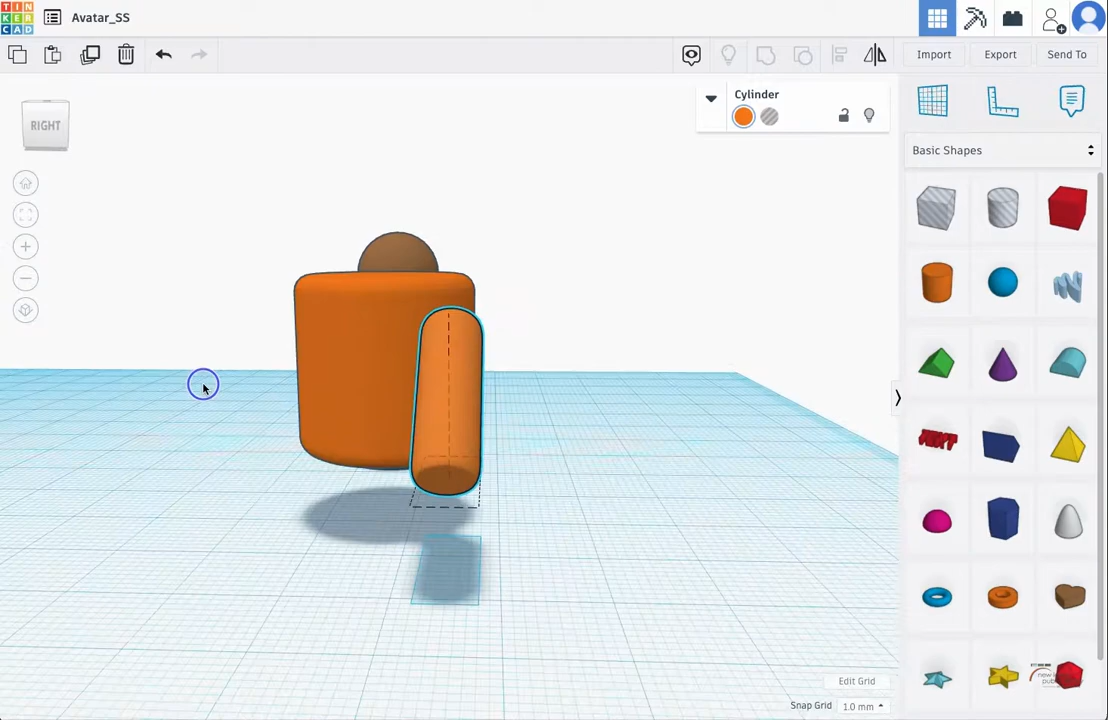 TIN
KER
CAD
Avatar_SS
Import
Export
Send To
RIGHT
Cylinder
Basic Shapes
TEXT
Edit Grid
Snap Grid
1.0 mm